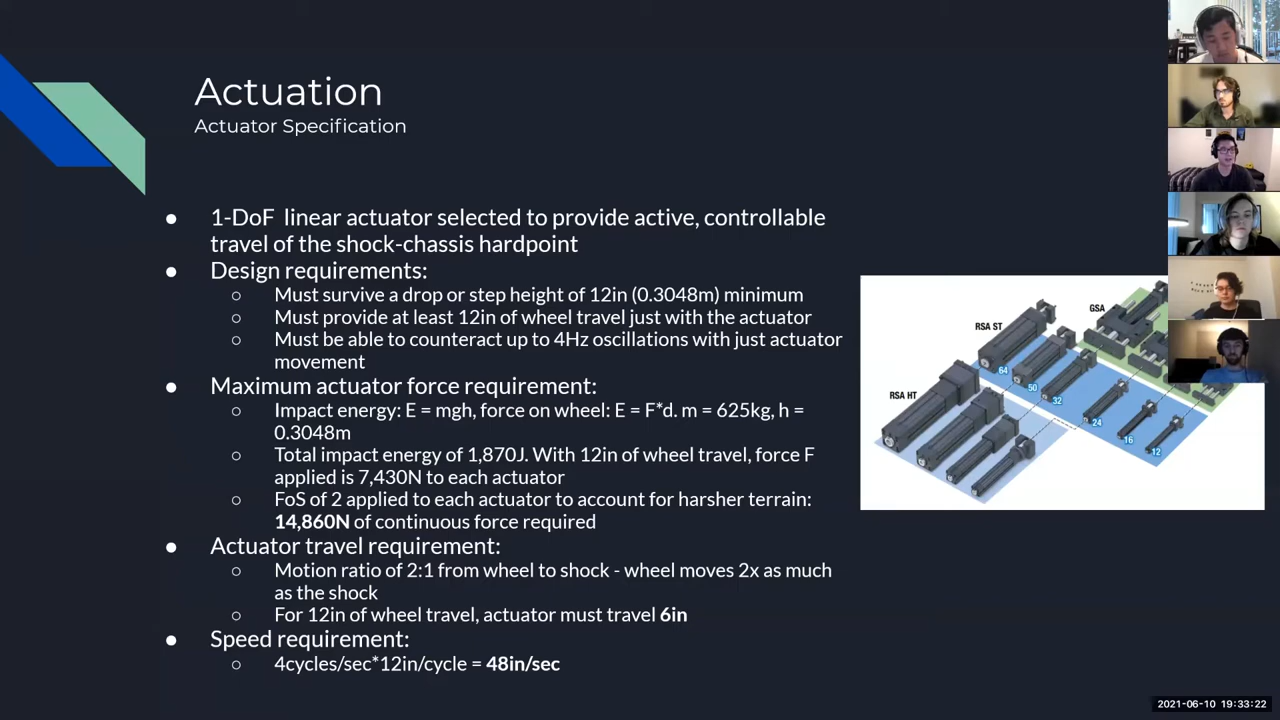 Actuation
Actuator Specification
● 1-DoF linear actuator selected to provide active, controllable
travel of the shock-chassis hardpoint
● Design requirements:
○ Must survive a drop or step height of 12in (0.3048m) minimum
○ Must provide at least 12in of wheel travel just with the actuator
○ Must be able to counteract up to 4Hz oscillations with just actuator
movement
● Maximum actuator force requirement:
○ Impact energy: E = mgh, force on wheel: E = F*d. m = 625kg, h =
0.3048m
○ Total impact energy of 1,870J. With 12in of wheel travel, force F
applied is 7,430N to each actuator
○ FoS of 2 applied to each actuator to account for harsher terrain:
14,860N of continuous force required
● Actuator travel requirement:
○ Motion ratio of 2:1 from wheel to shock - wheel moves 2x as much
as the shock
○ For 12in of wheel travel, actuator must travel 6in
● Speed requirement:
○ 4cycles/sec*12in/cycle = 48in/sec
GSA
RSA ST
RSA HT
64
50
32
24
16
12
2021-06-10 19:33:22